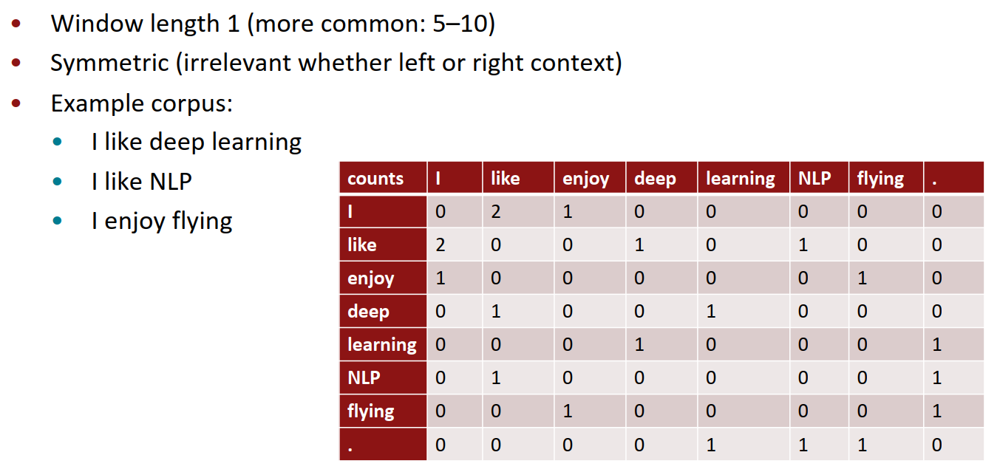 • Window length 1 (more common: 5–10)
• Symmetric (irrelevant whether left or right context)
• Example corpus:
• I like deep learning
• I like NLP
• I enjoy flying
counts I like enjoy deep learning NLP flying .
I 0 2 1 0 0 0 0 0
like 2 0 0 1 0 1 0 0
enjoy 1 0 0 0 0 0 1 0
deep 0 1 0 0 1 0 0 0
learning 0 0 0 1 0 0 0 1
NLP 0 1 0 0 0 0 0 1
flying 0 0 1 0 0 0 0 1
. 0 0 0 0 1 1 1 0